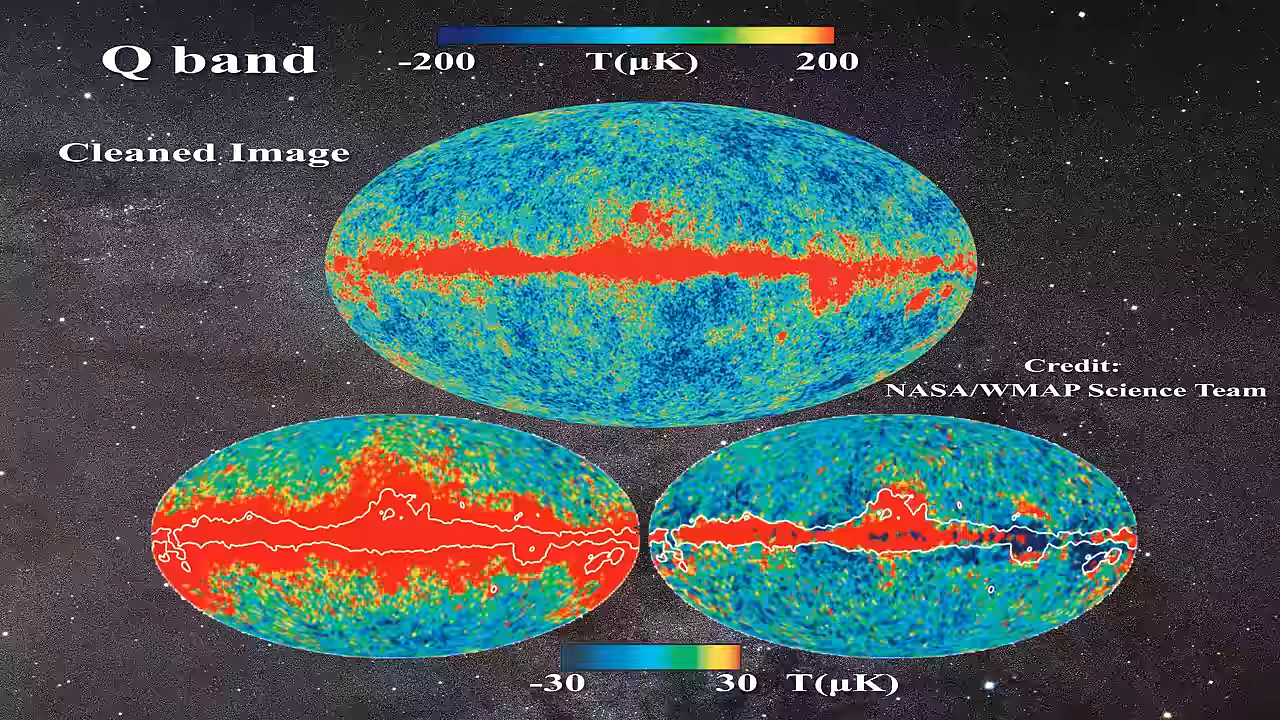 Q band
-200 T(μK) 200
Cleaned Image
Credit:
NASA/WMAP Science Team
-30 30 T(μK)